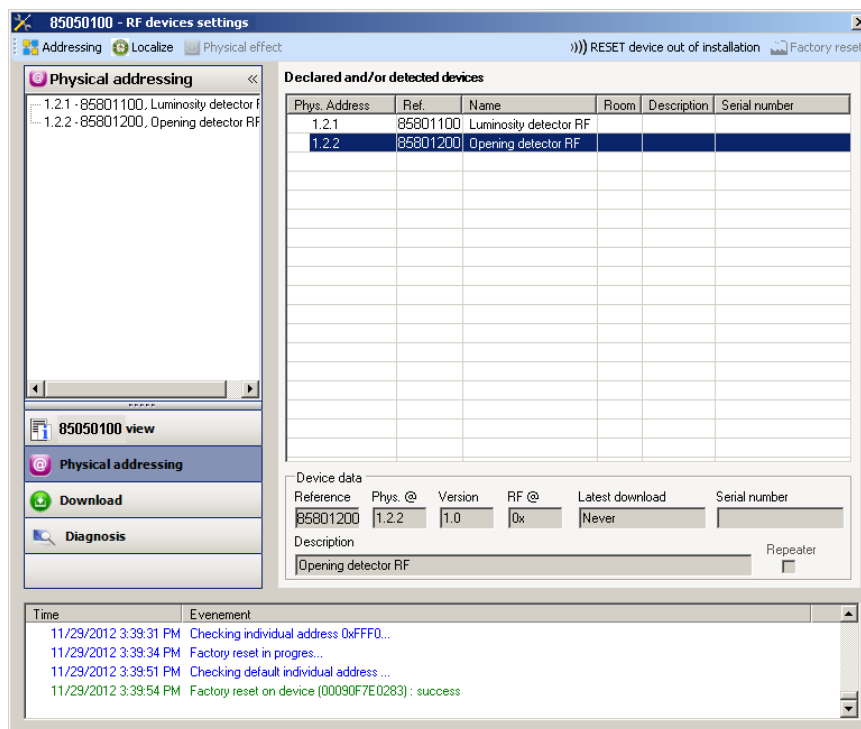 85050100 - RF devices settings
Addressing Localize Physical effect ))) RESET device out of installation Factory reset
Physical addressing «
1.2.1 - 85801100, Luminosity detector
1.2.2 - 85801200, Opening detector RF
85050100 view
Physical addressing
Download
Diagnosis
Declared and/or detected devices
Phys. Address Ref. Name Room Description Serial number
1.2.1 85801100 Luminosity detector RF
1.2.2 85801200 Opening detector RF
Device data
Reference Phys. @ Version RF @ Latest download Serial number
85801200 1.2.2 1.0 0x Never
Description
Repeater
Opening detector RF
Time Evenement
11/29/2012 3:39:31 PM Checking individual address 0xFFF0...
11/29/2012 3:39:34 PM Factory reset in progres...
11/29/2012 3:39:51 PM Checking default individual address ...
11/29/2012 3:39:54 PM Factory reset on device (00090F7E0283) : success